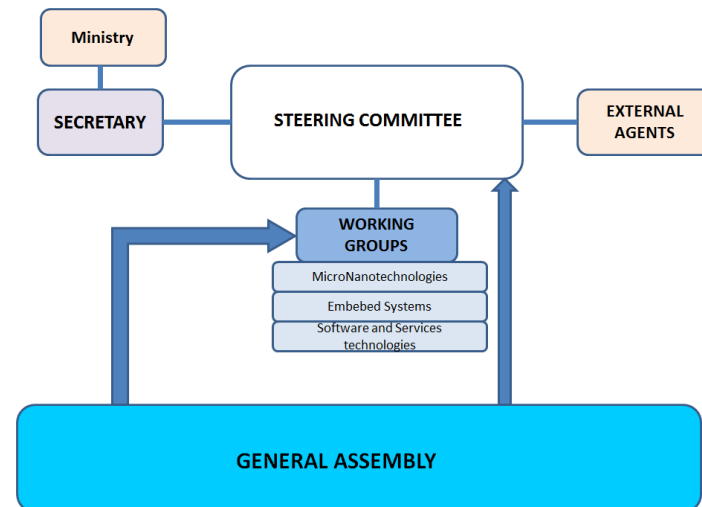 Ministry
SECRETARY
STEERING COMMITTEE
EXTERNAL
AGENTS
WORKING
GROUPS
MicroNanotechnologies
Embebed Systems
Software and Services
technologies
GENERAL ASSEMBLY